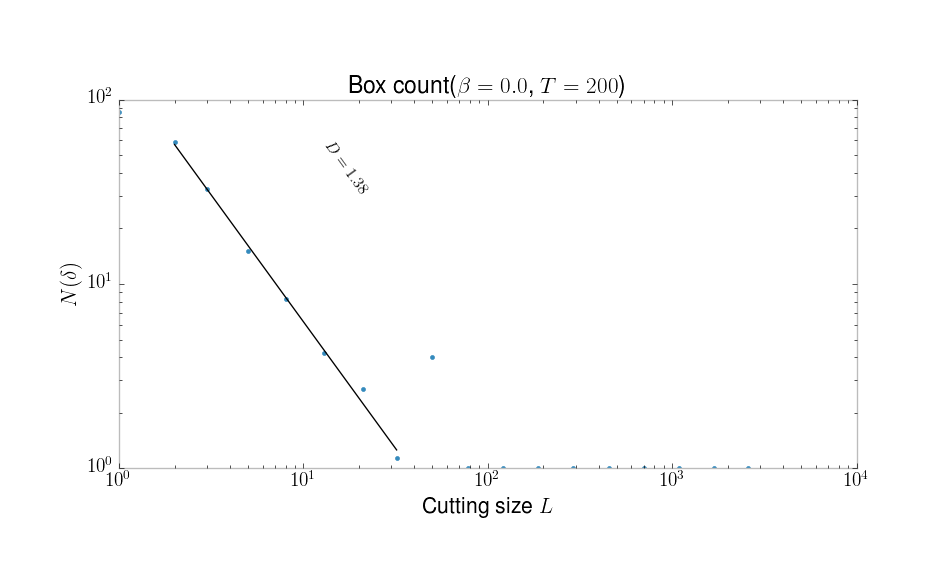 Box count(β = 0.0, T = 200)
10²
D = 1.38
10¹
N(δ)
10⁰
10⁰ 10¹ 10² 10³ 10⁴
Cutting size L